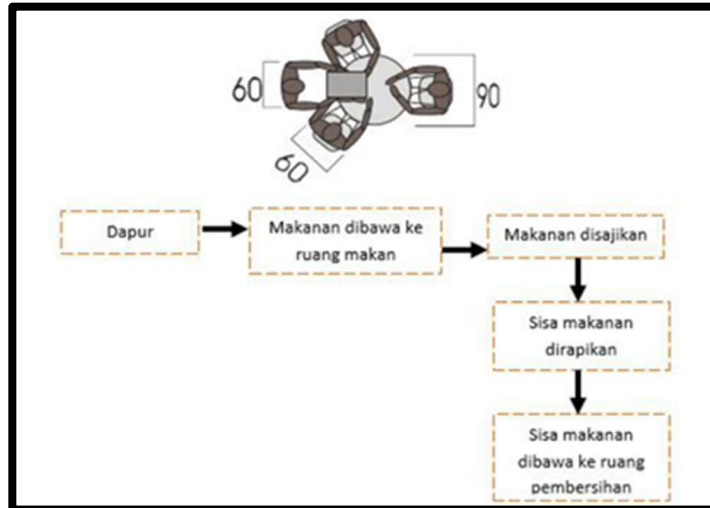 60
90
60
Dapur
Makanan dibawa ke
ruang makan
Makanan disajikan
Sisa makanan
dirapikan
Sisa makanan
dibawa ke ruang
pembersihan